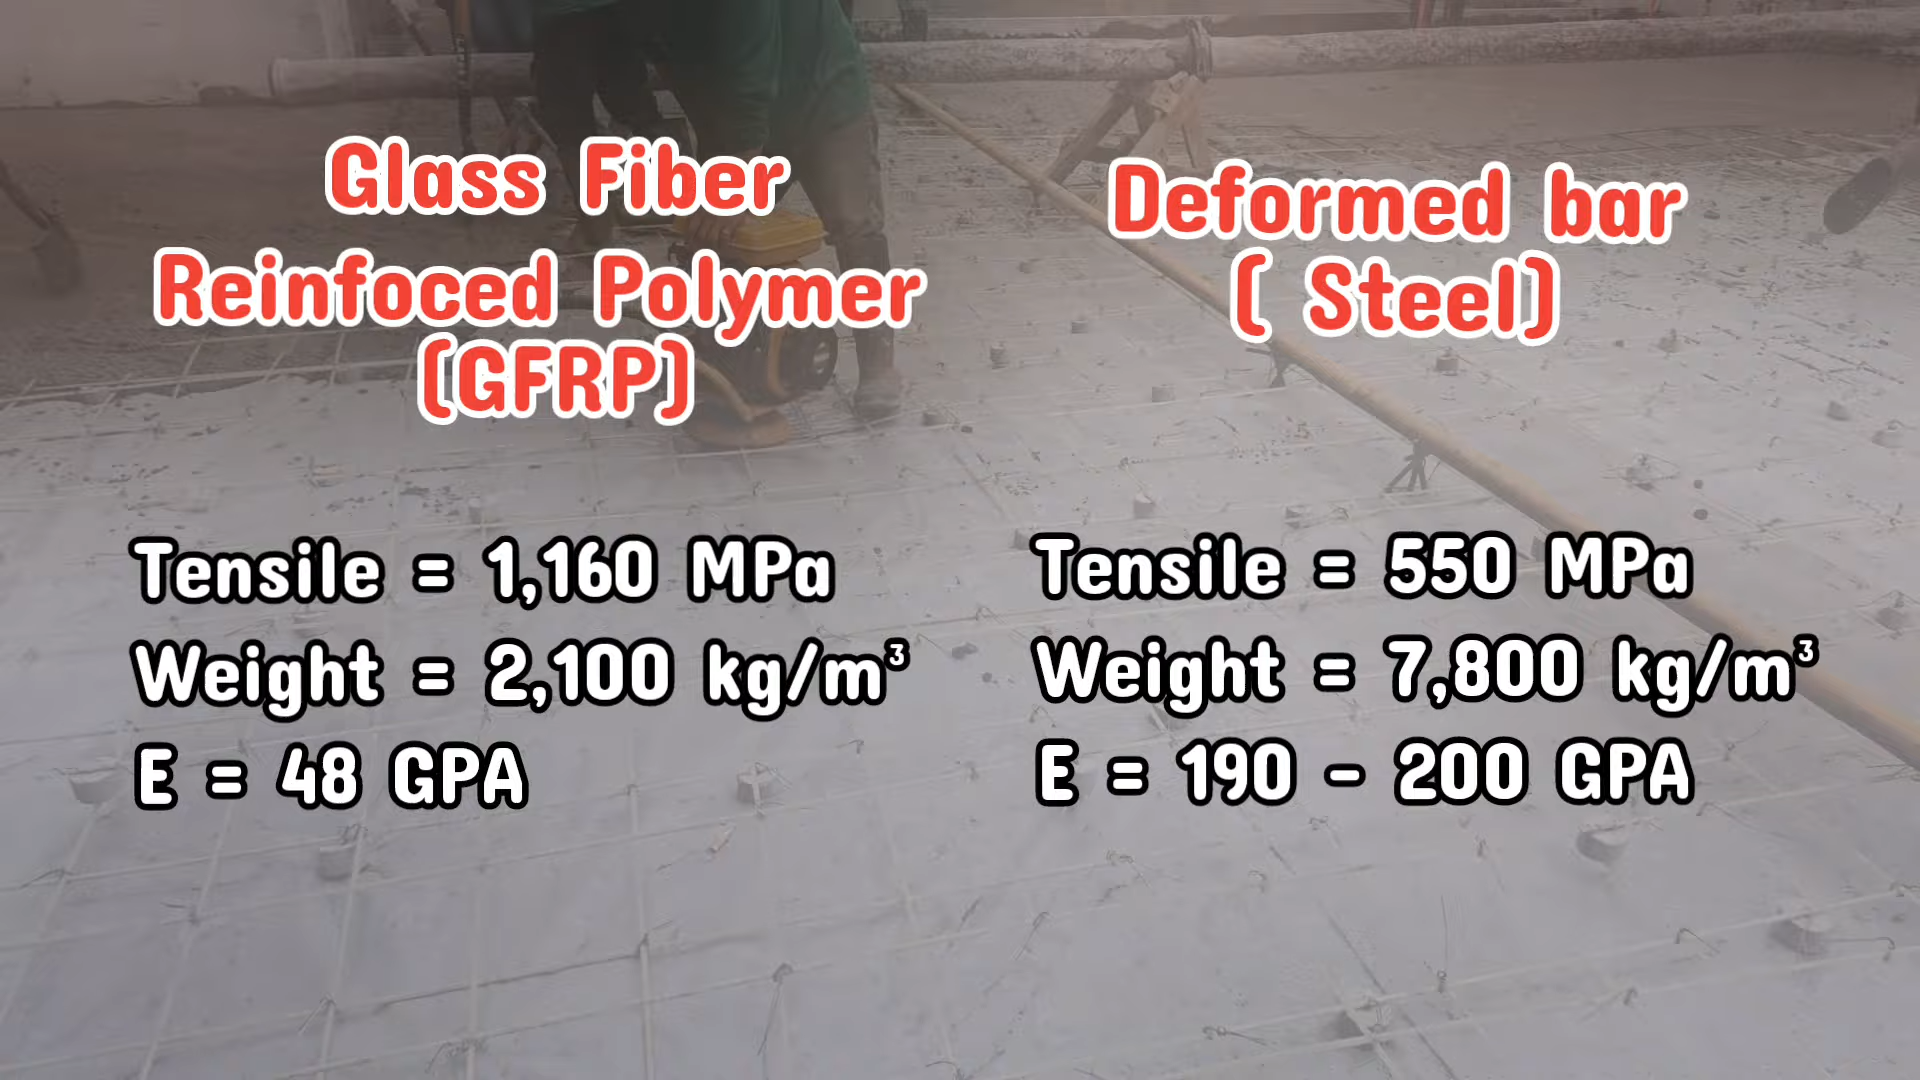 Glass Fiber
Reinfoced Polymer
(GFRP)
Tensile = 1,160 MPa
Weight = 2,100 kg/m³
E = 48 GPA
Deformed bar
( Steel)
Tensile = 550 MPa
Weight = 7,800 kg/m³
E = 190 - 200 GPA